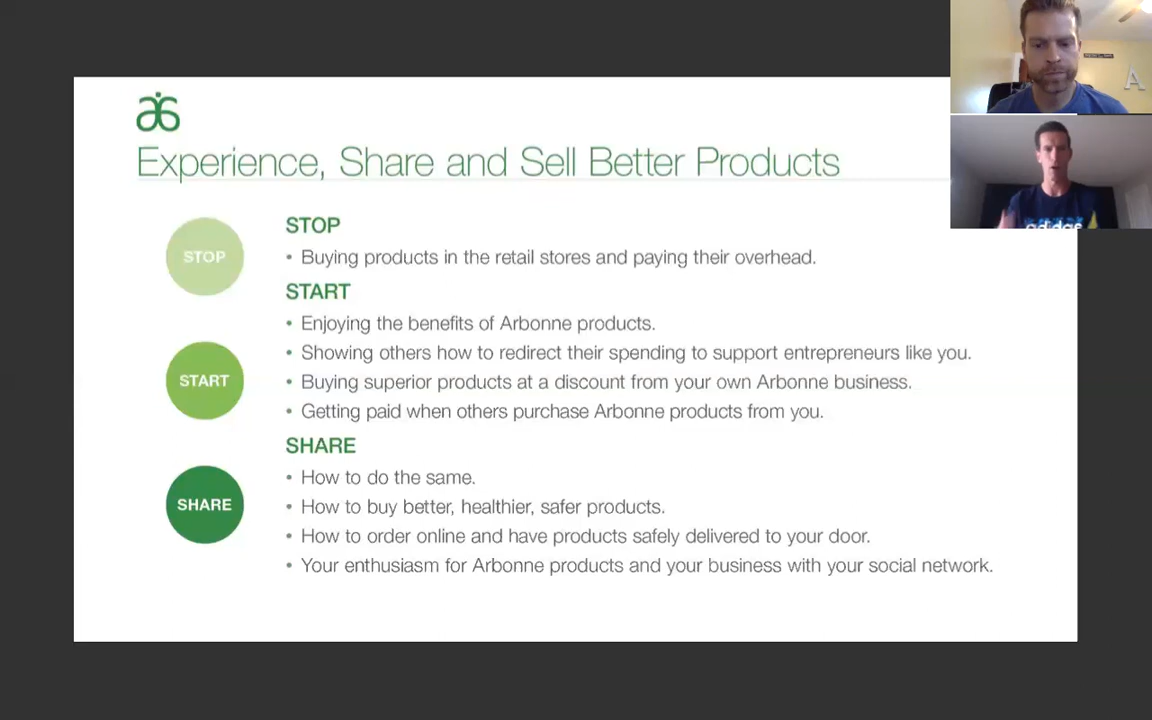 Experience, Share and Sell Better Products
STOP
STOP
• Buying products in the retail stores and paying their overhead.
START
• Enjoying the benefits of Arbonne products.
• Showing others how to redirect their spending to support entrepreneurs like you.
START
• Buying superior products at a discount from your own Arbonne business.
• Getting paid when others purchase Arbonne products from you.
SHARE
• How to do the same.
SHARE
• How to buy better, healthier, safer products.
• How to order online and have products safely delivered to your door.
• Your enthusiasm for Arbonne products and your business with your social network.
A
adidas